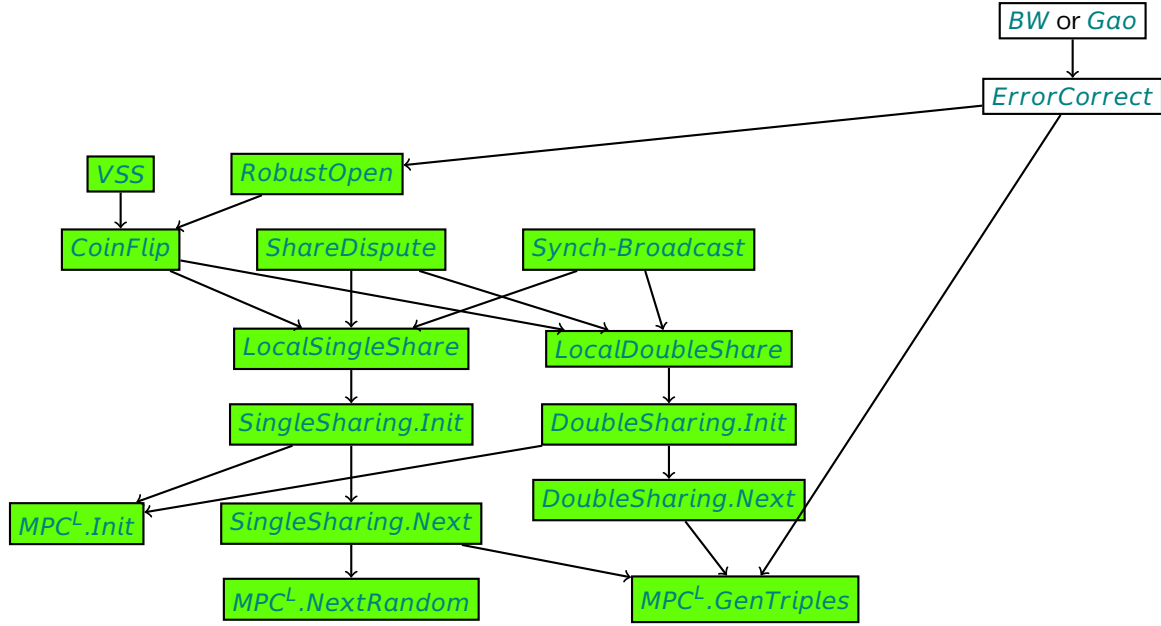 BW or Gao
ErrorCorrect
VSS
RobustOpen
CoinFlip
ShareDispute
Synch-Broadcast
LocalSingleShare
LocalDoubleShare
SingleSharing.Init
DoubleSharing.Init
MPC^L.Init
SingleSharing.Next
DoubleSharing.Next
MPC^L.NextRandom
MPC^L.GenTriples